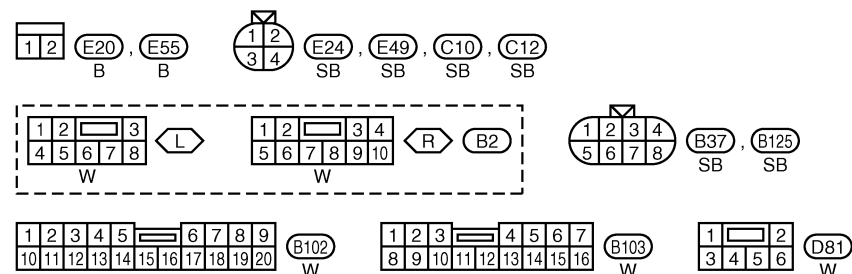 1 2 E20 , E55
B B
1 2
3 4
E24 , E49 , C10 , C12
SB SB SB SB
1 2 3
4 5 6 7 8
L
W
1 2 3 4
5 6 7 8 9 10
R B2
W
1 2 3 4
5 6 7 8
B37 , B125
SB SB
1 2 3 4 5 6 7 8 9
10 11 12 13 14 15 16 17 18 19 20
B102
W
1 2 3 4 5 6 7
8 9 10 11 12 13 14 15 16
B103
W
1 2
3 4 5 6
D81
W